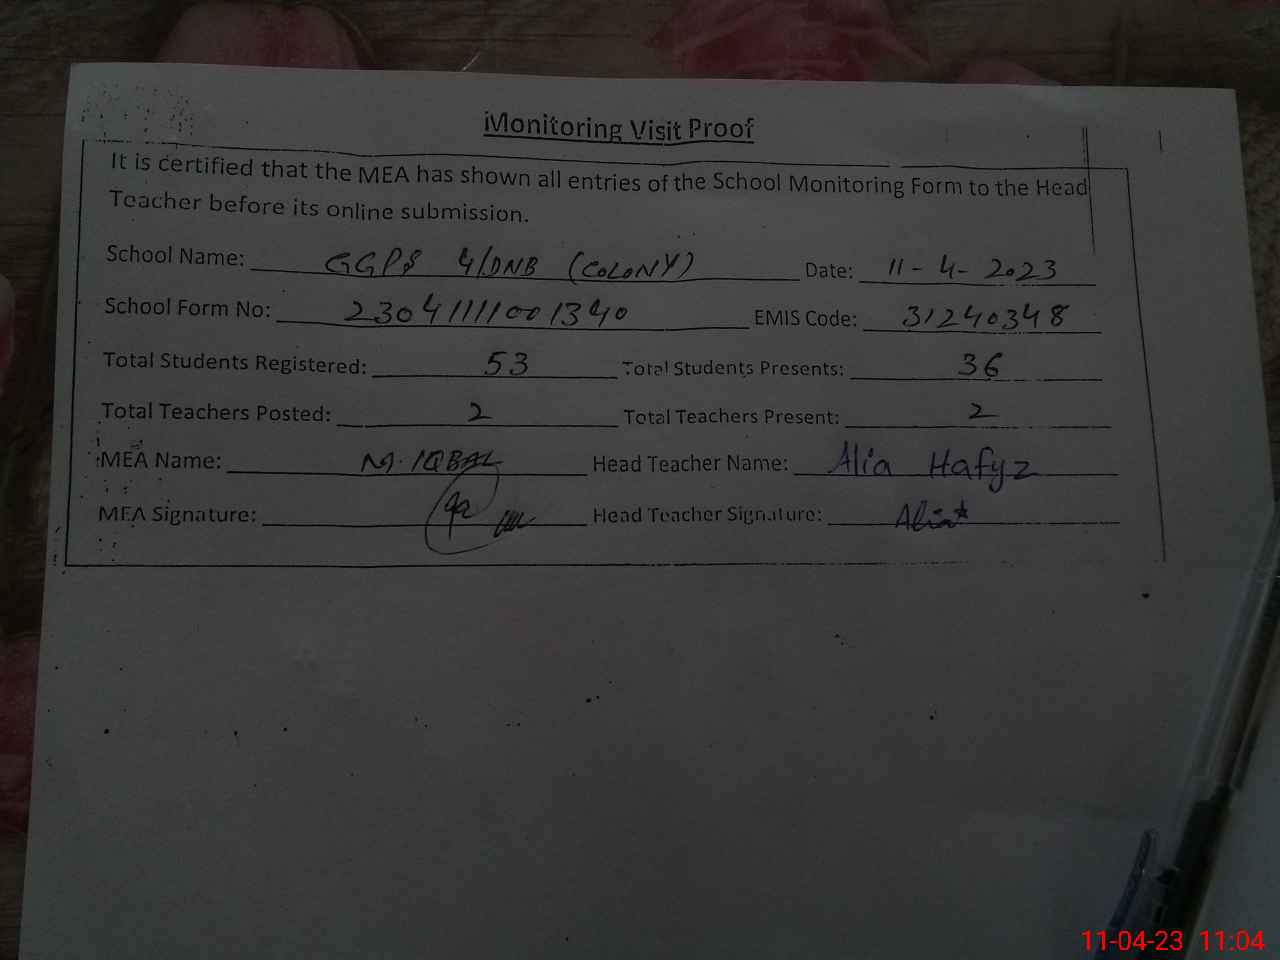 Monitoring Visit Proof
It is certified that the MEA has shown all entries of the School Monitoring Form to the Head
Teacher before its online submission.
School Name: GGPS 4/DNB (COLONY) Date: 11-4-2023
School Form No: 2304111001340 EMIS Code: 31240348
Total Students Registered: 53 Total Students Presents: 36
Total Teachers Posted: 2 Total Teachers Present: 2
MEA Name: M. IQBAL Head Teacher Name: Alia Hafyz
MEA Signature: Head Teacher Signature: Alia
11-04-23 11:04